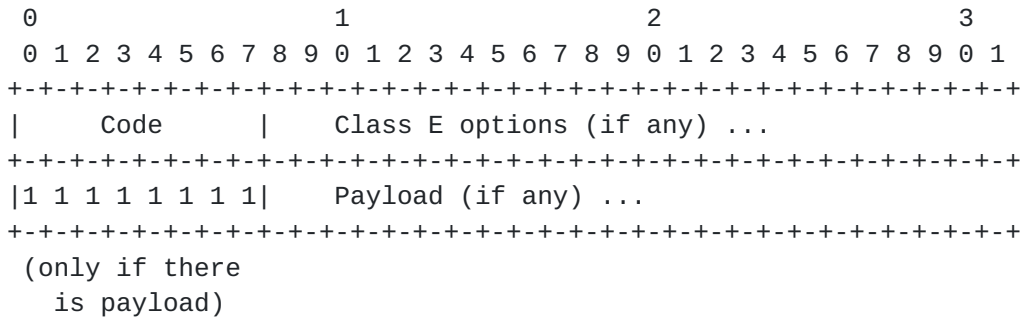 0                   1                   2                   3
 0 1 2 3 4 5 6 7 8 9 0 1 2 3 4 5 6 7 8 9 0 1 2 3 4 5 6 7 8 9 0 1
+-+-+-+-+-+-+-+-+-+-+-+-+-+-+-+-+-+-+-+-+-+-+-+-+-+-+-+-+-+-+-+-+
|     Code      |    Class E options (if any) ...
+-+-+-+-+-+-+-+-+-+-+-+-+-+-+-+-+-+-+-+-+-+-+-+-+-+-+-+-+-+-+-+-+
|1 1 1 1 1 1 1 1|    Payload (if any) ...
+-+-+-+-+-+-+-+-+-+-+-+-+-+-+-+-+-+-+-+-+-+-+-+-+-+-+-+-+-+-+-+-+
 (only if there
   is payload)